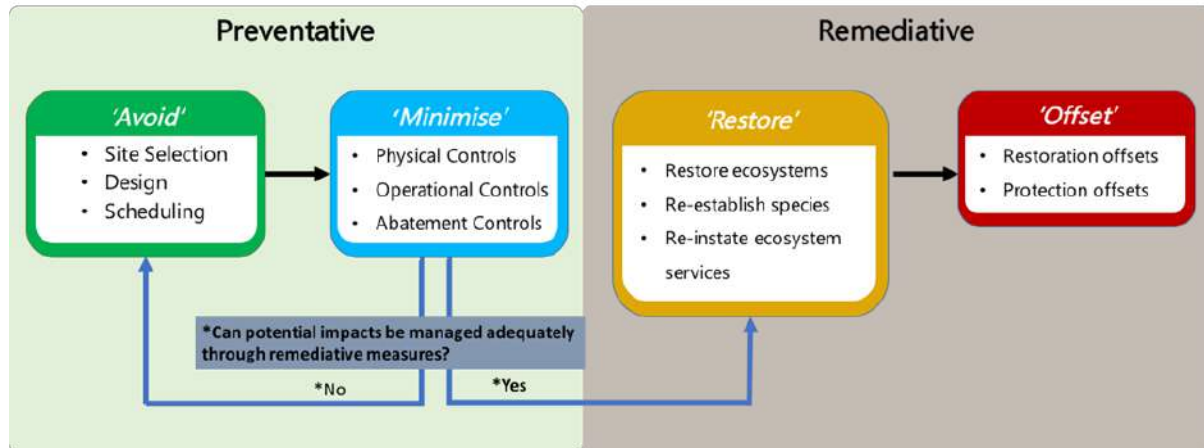 Preventative
Remediative
'Avoid'
• Site Selection
• Design
• Scheduling
'Minimise'
• Physical Controls
• Operational Controls
• Abatement Controls
'Restore'
• Restore ecosystems
• Re-establish species
• Re-instate ecosystem
services
'Offset'
• Restoration offsets
• Protection offsets
*Can potential impacts be managed adequately
through remediative measures?
*No
*Yes